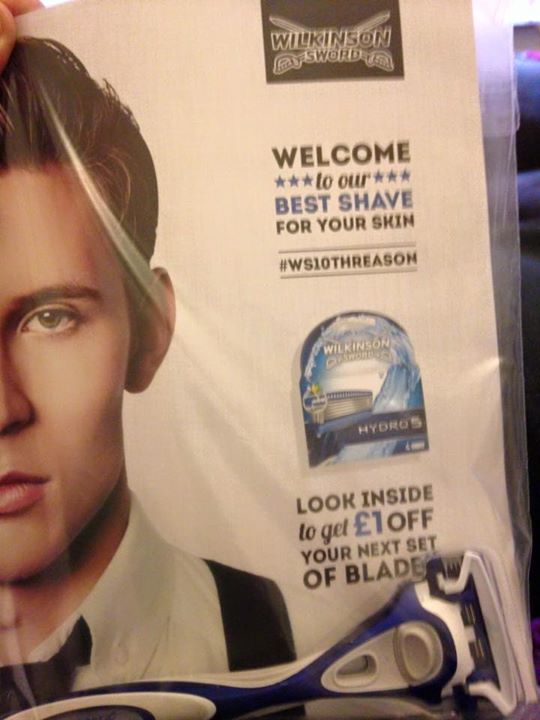 WILKINSON
SWORD
WELCOME
to our
BEST SHAVE
FOR YOUR SKIN
#WS10THREASON
WILKINSON
SWORD
HYDRO 5
LOOK INSIDE
to get £1 OFF
YOUR NEXT SET
OF BLADES